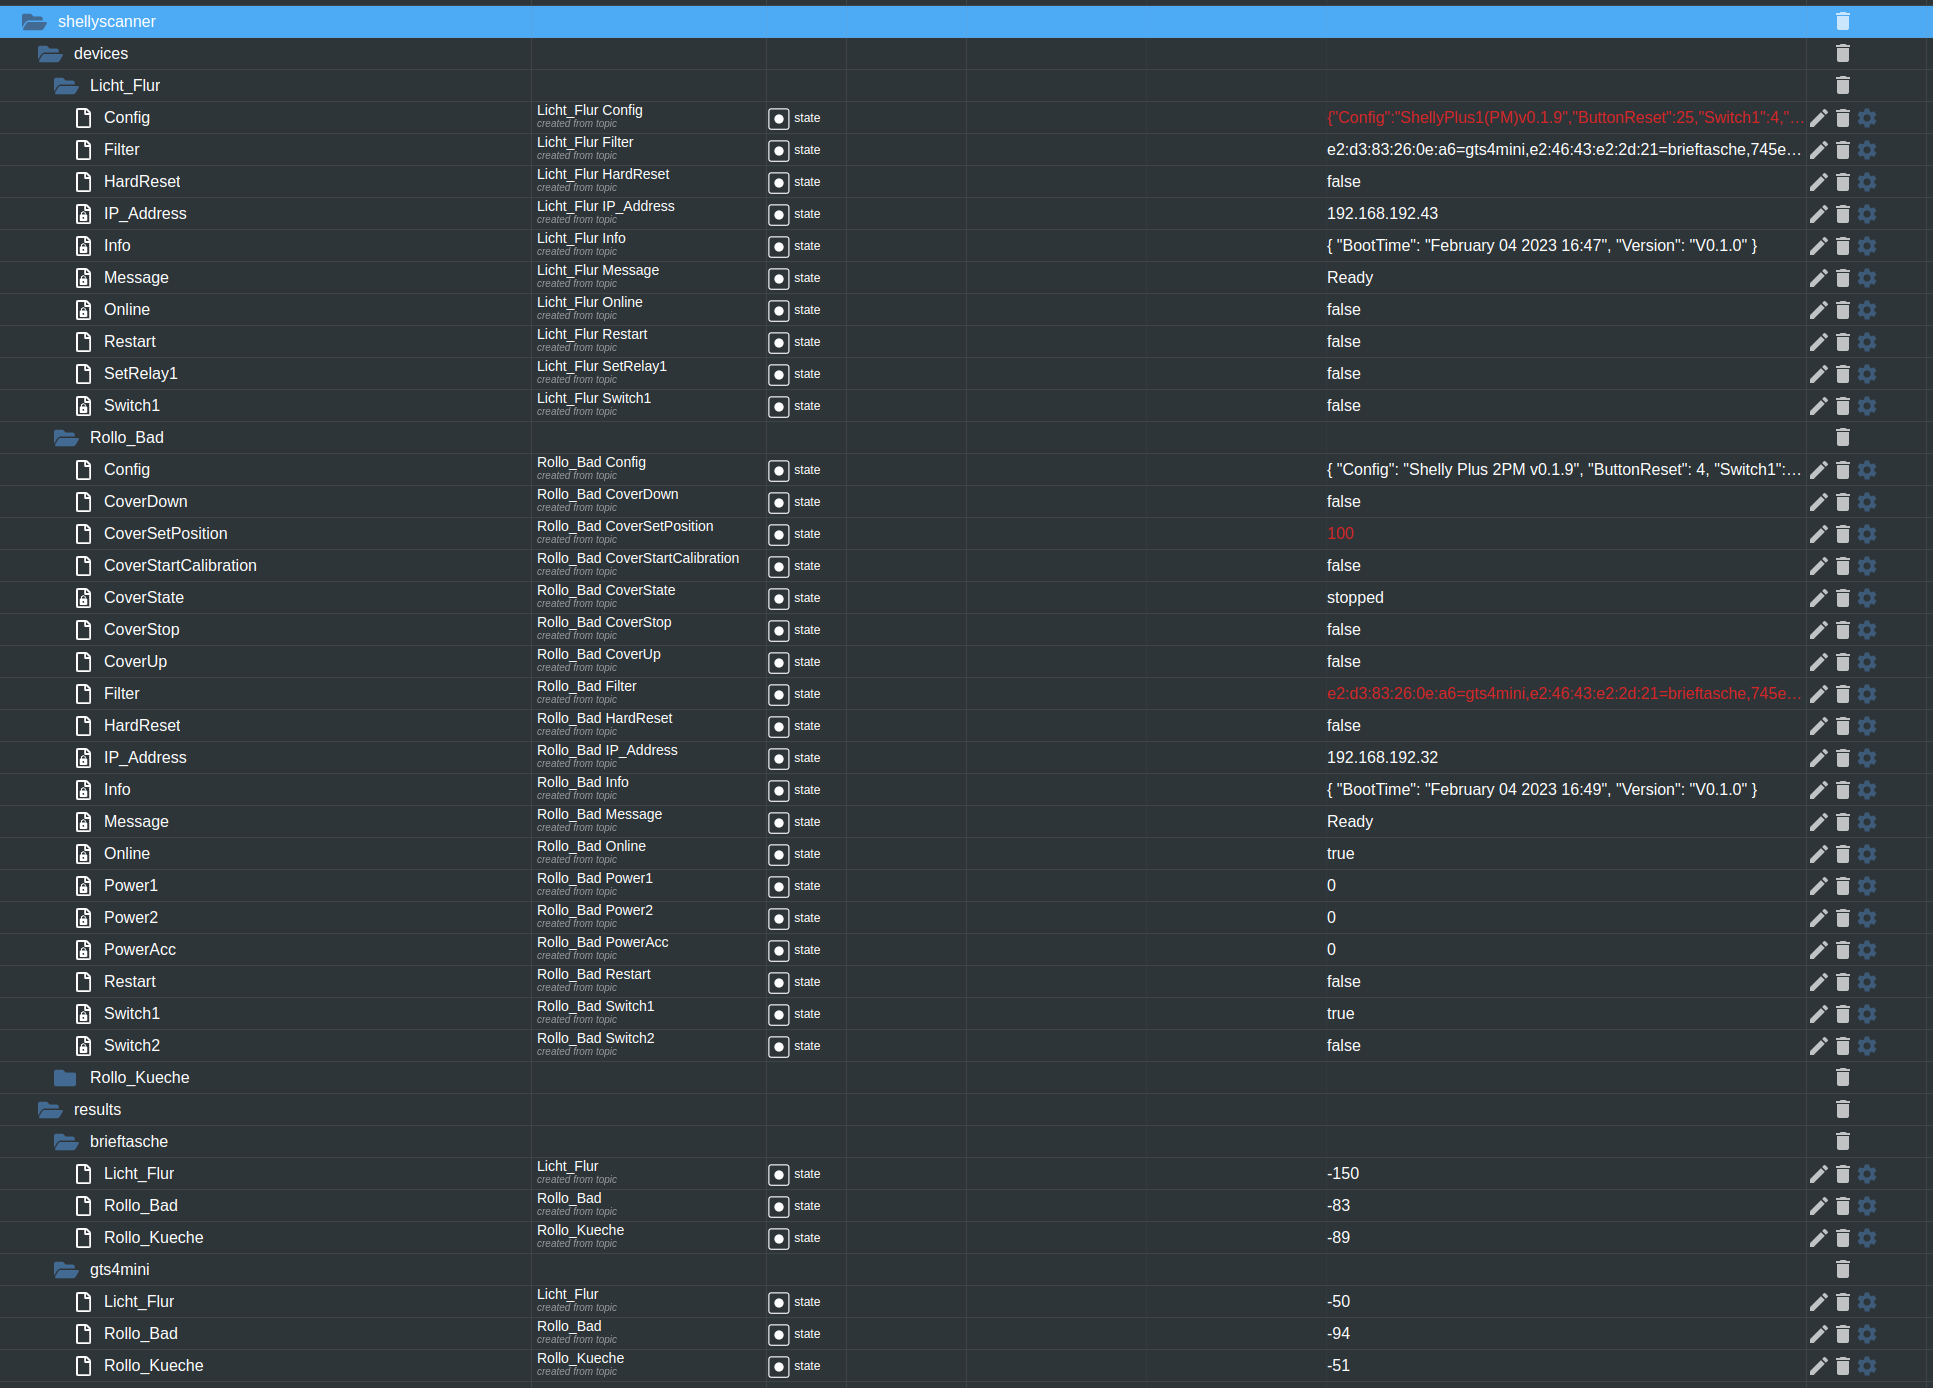 shellyscanner
devices
Licht_Flur
Config Licht_Flur Config created from topic state {"Config":"ShellyPlus1(PM)v0.1.9","ButtonReset":25,"Switch1":4,"...
Filter Licht_Flur Filter created from topic state e2:d3:83:26:0e:a6=gts4mini,e2:46:43:e2:2d:21=brieftasche,745e...
HardReset Licht_Flur HardReset created from topic state false
IP_Address Licht_Flur IP_Address created from topic state 192.168.192.43
Info Licht_Flur Info created from topic state { "BootTime": "February 04 2023 16:47", "Version": "V0.1.0" }
Message Licht_Flur Message created from topic state Ready
Online Licht_Flur Online created from topic state false
Restart Licht_Flur Restart created from topic state false
SetRelay1 Licht_Flur SetRelay1 created from topic state false
Switch1 Licht_Flur Switch1 created from topic state false
Rollo_Bad
Config Rollo_Bad Config created from topic state { "Config": "Shelly Plus 2PM v0.1.9", "ButtonReset": 4, "Switch1":...
CoverDown Rollo_Bad CoverDown created from topic state false
CoverSetPosition Rollo_Bad CoverSetPosition created from topic state 100
CoverStartCalibration Rollo_Bad CoverStartCalibration created from topic state false
CoverState Rollo_Bad CoverState created from topic state stopped
CoverStop Rollo_Bad CoverStop created from topic state false
CoverUp Rollo_Bad CoverUp created from topic state false
Filter Rollo_Bad Filter created from topic state e2:d3:83:26:0e:a6=gts4mini,e2:46:43:e2:2d:21=brieftasche,745e...
HardReset Rollo_Bad HardReset created from topic state false
IP_Address Rollo_Bad IP_Address created from topic state 192.168.192.32
Info Rollo_Bad Info created from topic state { "BootTime": "February 04 2023 16:49", "Version": "V0.1.0" }
Message Rollo_Bad Message created from topic state Ready
Online Rollo_Bad Online created from topic state true
Power1 Rollo_Bad Power1 created from topic state 0
Power2 Rollo_Bad Power2 created from topic state 0
PowerAcc Rollo_Bad PowerAcc created from topic state 0
Restart Rollo_Bad Restart created from topic state false
Switch1 Rollo_Bad Switch1 created from topic state true
Switch2 Rollo_Bad Switch2 created from topic state false
Rollo_Kueche
results
brieftasche
Licht_Flur Licht_Flur created from topic state -150
Rollo_Bad Rollo_Bad created from topic state -83
Rollo_Kueche Rollo_Kueche created from topic state -89
gts4mini
Licht_Flur Licht_Flur created from topic state -50
Rollo_Bad Rollo_Bad created from topic state -94
Rollo_Kueche Rollo_Kueche created from topic state -51